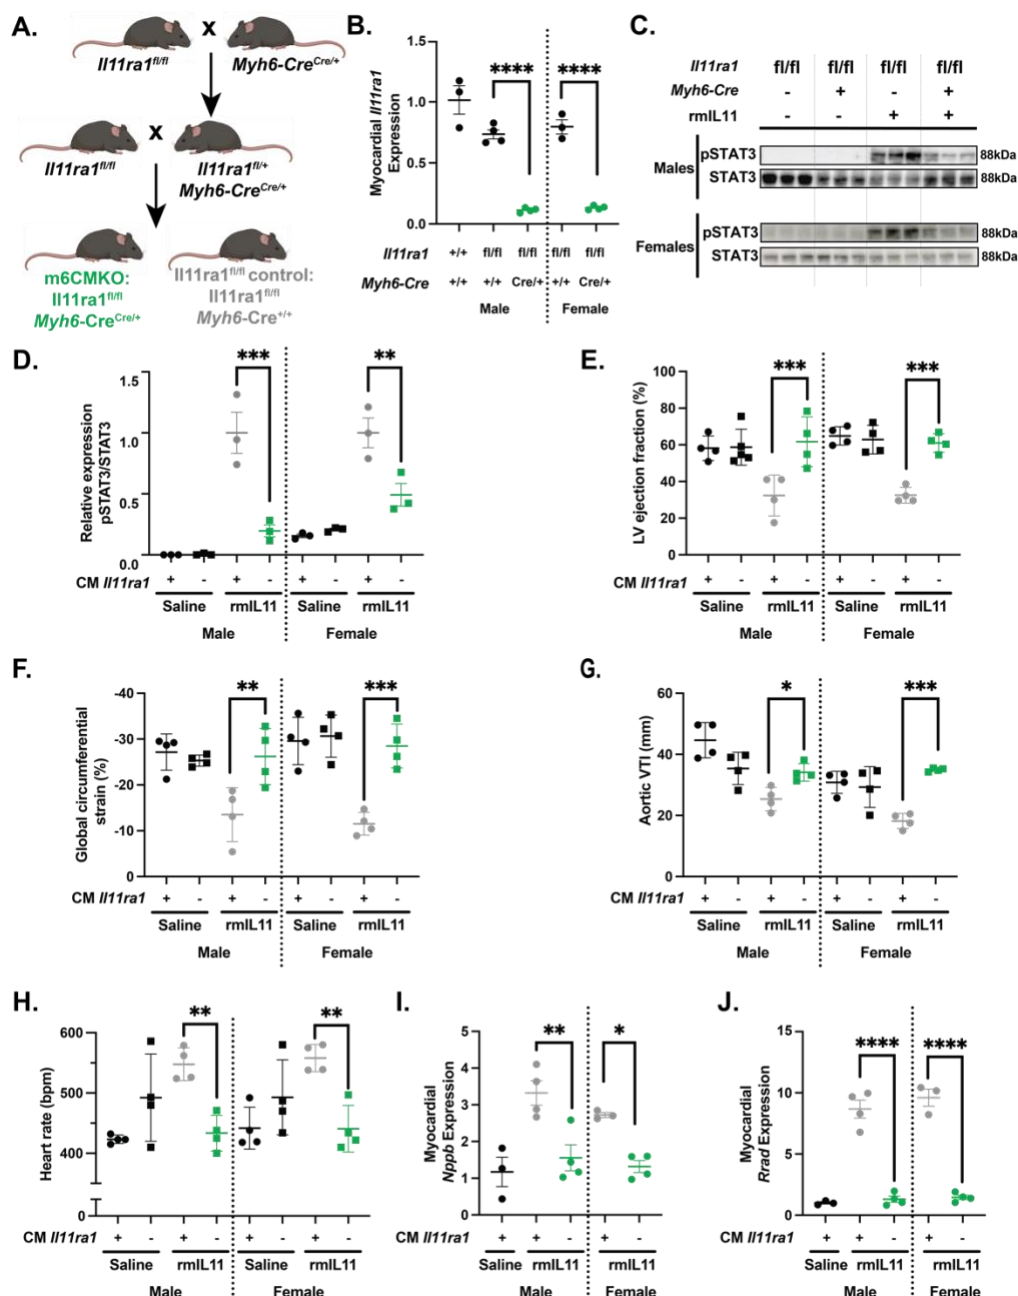 A.
x
Il11ra1fl/fl
Myh6-CreCre/+
x
Il11ra1fl/fl
Il11ra1fl/+
Myh6-CreCre/+
m6CMKO:
Il11ra1fl/fl
Myh6-CreCre/+
Il11ra1fl/fl control:
Il11ra1fl/fl
Myh6-Cre+/+
B.
Myocardial Il11ra1
Expression
1.5
1.0
0.5
0.0
**** ****
Il11ra1 +/+ fl/fl fl/fl fl/fl fl/fl
Myh6-Cre +/+ +/+ Cre/+ +/+ Cre/+
Male Female
C.
Il11ra1 fl/fl fl/fl fl/fl fl/fl
Myh6-Cre - + - +
rmIL11 - - + +
Males
pSTAT3 88kDa
STAT3 88kDa
Females
pSTAT3 88kDa
STAT3 88kDa
D.
Relative expression
pSTAT3/STAT3
1.5
1.0
0.5
0.0
*** **
CM Il11ra1 + - + - + - + -
Saline rmIL11 Saline rmIL11
Male Female
E.
LV ejection fraction (%)
100
80
60
40
20
0
*** ***
CM Il11ra1 + - + - + - + -
Saline rmIL11 Saline rmIL11
Male Female
F.
Global circumferential
strain (%)
-40
-30
-20
-10
0
** ***
CM Il11ra1 + - + - + - + -
Saline rmIL11 Saline rmIL11
Male Female
G.
Aortic VTI (mm)
60
40
20
0
* ***
CM Il11ra1 + - + - + - + -
Saline rmIL11 Saline rmIL11
Male Female
H.
Heart rate (bpm)
600
500
400
0
** **
CM Il11ra1 + - + - + - + -
Saline rmIL11 Saline rmIL11
Male Female
I.
Myocardial
Nppb Expression
5
4
3
2
1
0
** *
CM Il11ra1 + + - + -
Saline rmIL11 rmIL11
Male Female
J.
Myocardial
Rrad Expression
15
10
5
0
**** ****
CM Il11ra1 + + - + -
Saline rmIL11 rmIL11
Male Female